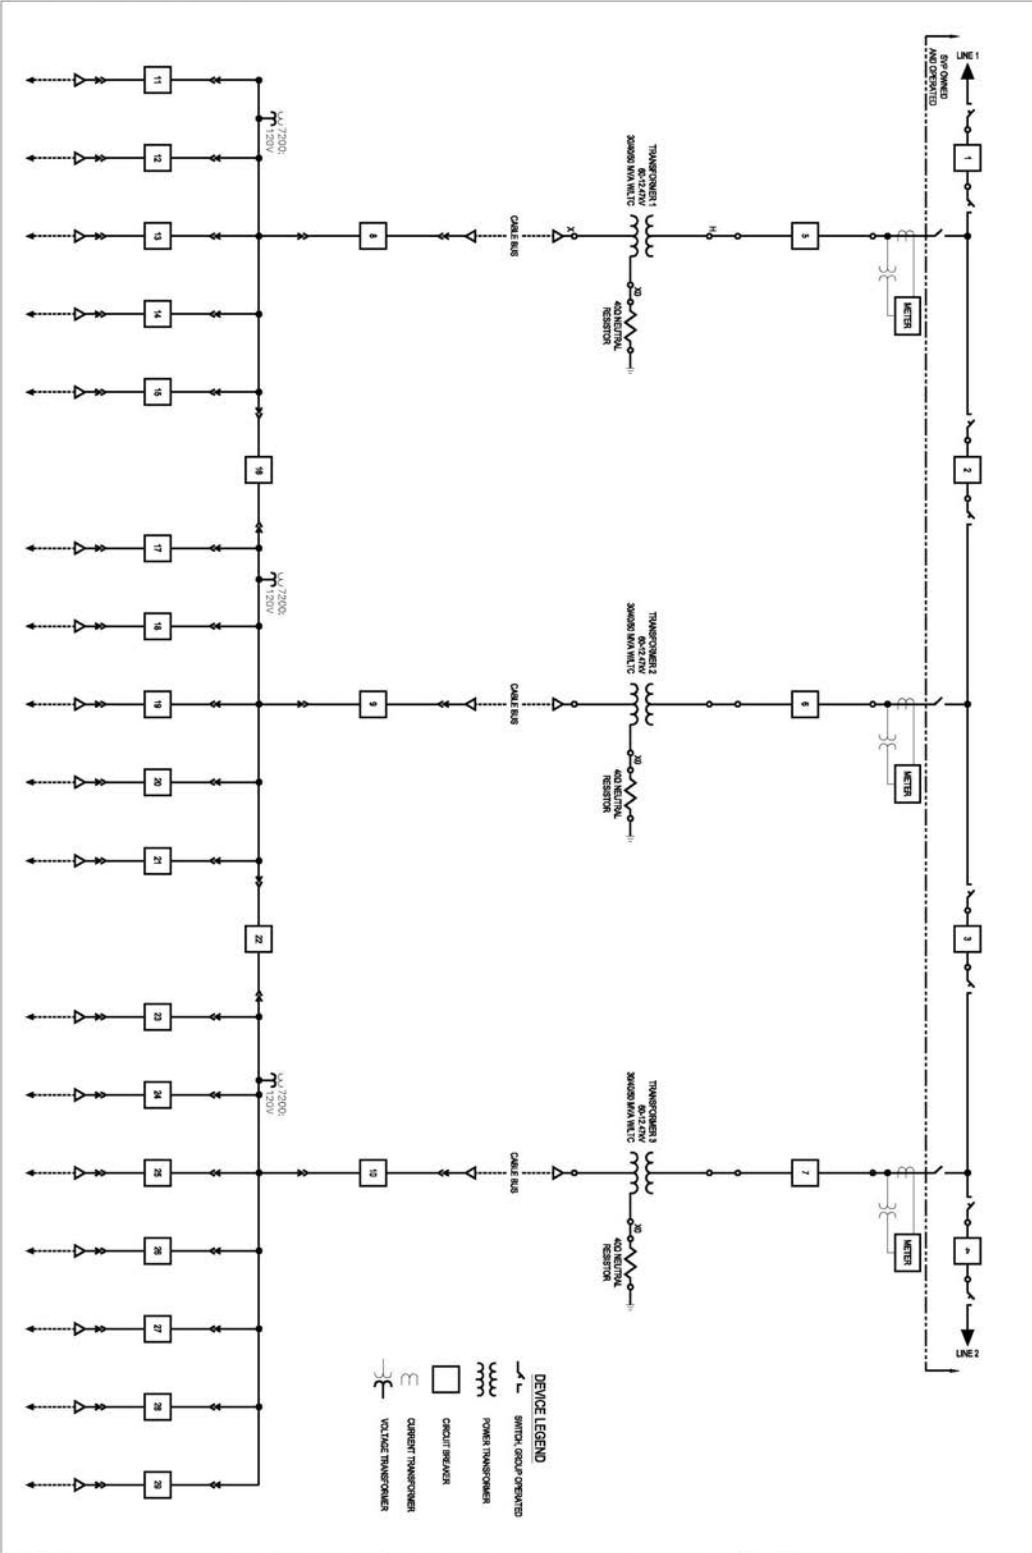 LINE 1
SVP OWNED
AND OPERATED
1
2
3
4
LINE 2
METER
METER
METER
5
6
7
H
TRANSFORMER 1
60-12.47kV
30/40/50 MVA W/LTC
X0
40Ω NEUTRAL
RESISTOR
TRANSFORMER 2
60-12.47kV
30/40/50 MVA W/LTC
X0
40Ω NEUTRAL
RESISTOR
TRANSFORMER 3
60-12.47kV
30/40/50 MVA W/LTC
X0
40Ω NEUTRAL
RESISTOR
X
CABLE BUS
CABLE BUS
CABLE BUS
8
9
10
7200:
120V
7200:
120V
7200:
120V
16
22
11
12
13
14
15
17
18
19
20
21
23
24
25
26
27
28
29
DEVICE LEGEND
SWITCH, GROUP OPERATED
POWER TRANSFORMER
CIRCUIT BREAKER
CURRENT TRANSFORMER
VOLTAGE TRANSFORMER